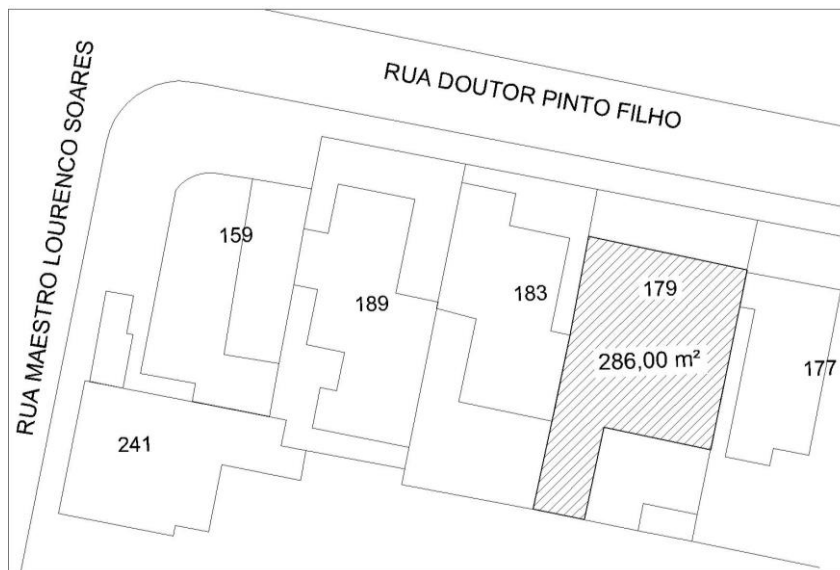 RUA DOUTOR PINTO FILHO
RUA MAESTRO LOURENCO SOARES
159
189
183
179
286,00 m²
177
241